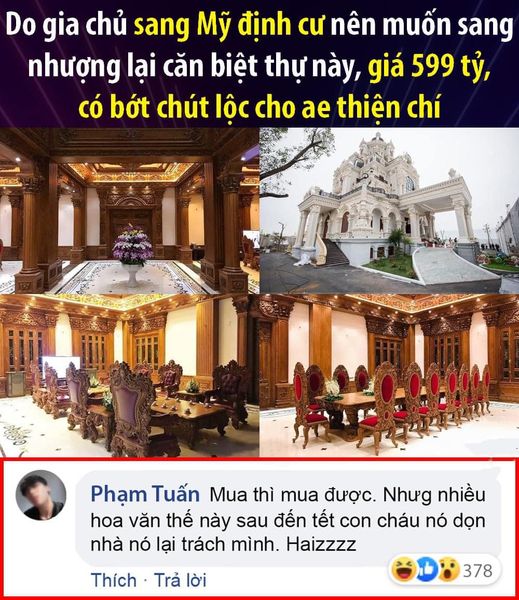 Do gia chủ sang Mỹ định cư nên muốn sang
nhượng lại căn biệt thự này, giá 599 tỷ,
có bớt chút lộc cho ae thiện chí
Phạm Tuấn Mua thì mua được. Nhưg nhiều
hoa văn thế này sau đến tết con cháu nó dọn
nhà nó lại trách mình. Haizzzz
378
Thích · Trả lời